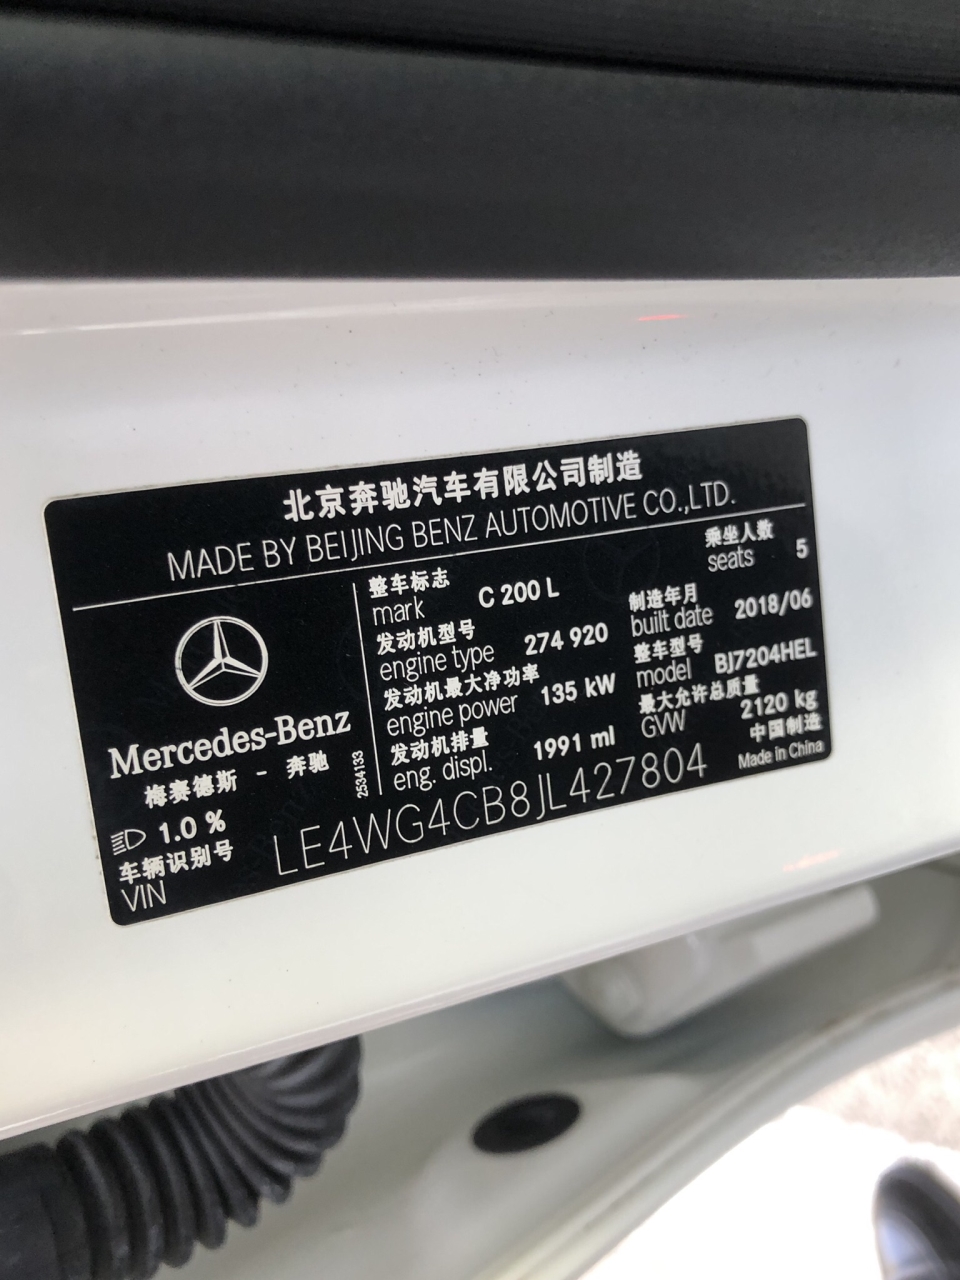 北京奔驰汽车有限公司制造
MADE BY BEIJING BENZ AUTOMOTIVE CO.,LTD.
Mercedes-Benz
梅赛德斯 - 奔驰
1.0 %
2534133
整车标志
mark C 200 L
乘坐人数
seats 5
发动机型号
engine type 274 920
制造年月
built date 2018/06
发动机最大净功率
engine power 135 kW
整车型号
model BJ7204HEL
发动机排量
eng. displ. 1991 ml
最大允许总质量
GVW 2120 kg
中国制造
Made in China
车辆识别号
VIN LE4WG4CB8JL427804